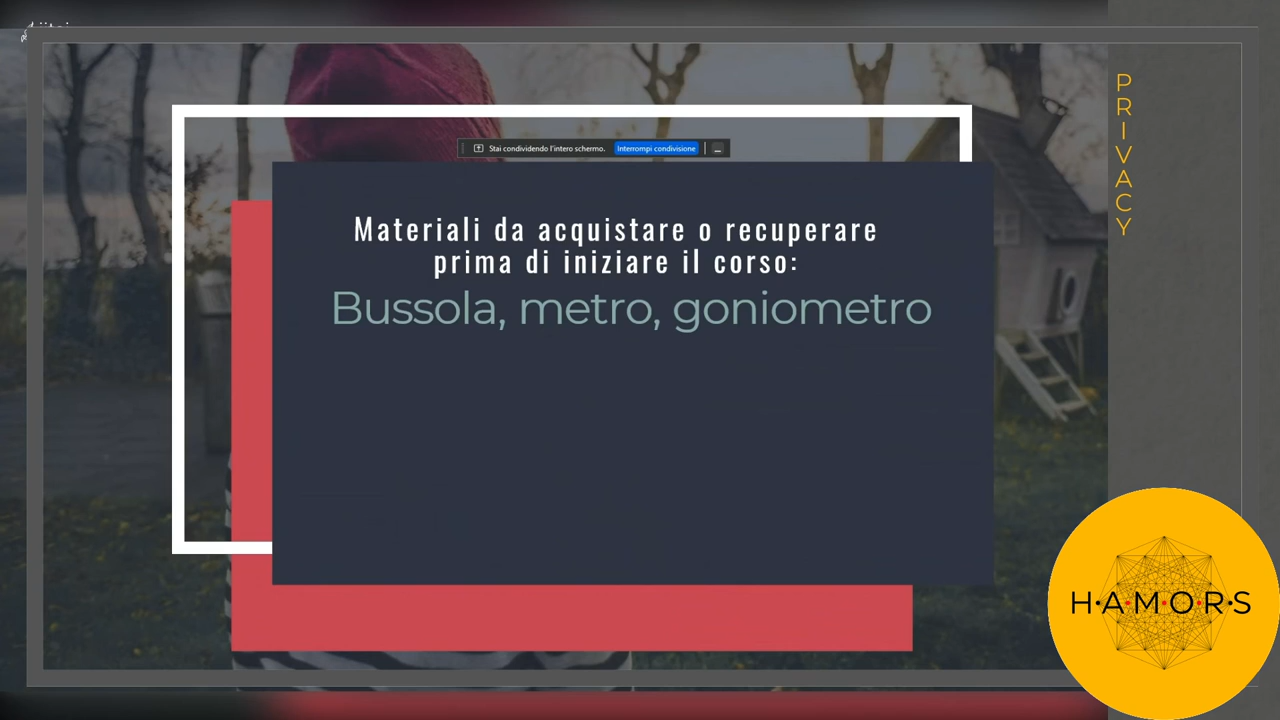 PRIVACY
Stai condividendo l'intero schermo. Interrompi condivisione
Materiali da acquistare o recuperare
prima di iniziare il corso:
Bussola, metro, goniometro
H·A·M·O·R·S